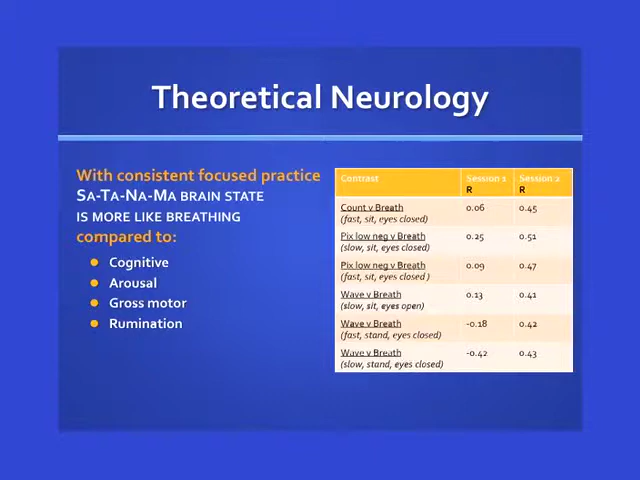 Theoretical Neurology
With consistent focused practice
SA-TA-NA-MA BRAIN STATE
IS MORE LIKE BREATHING
compared to:
Cognitive
Arousal
Gross motor
Rumination
Contrast Session 1 R Session 2 R
Count v Breath 0.06 0.45
(fast, sit, eyes closed)
Pix low neg v Breath 0.25 0.51
(slow, sit, eyes closed)
Pix low neg v Breath 0.09 0.47
(fast, sit, eyes closed )
Wave v Breath 0.13 0.41
(slow, sit, eyes open)
Wave v Breath -0.18 0.42
(fast, stand, eyes closed)
Wave v Breath -0.42 0.43
(slow, stand, eyes closed)